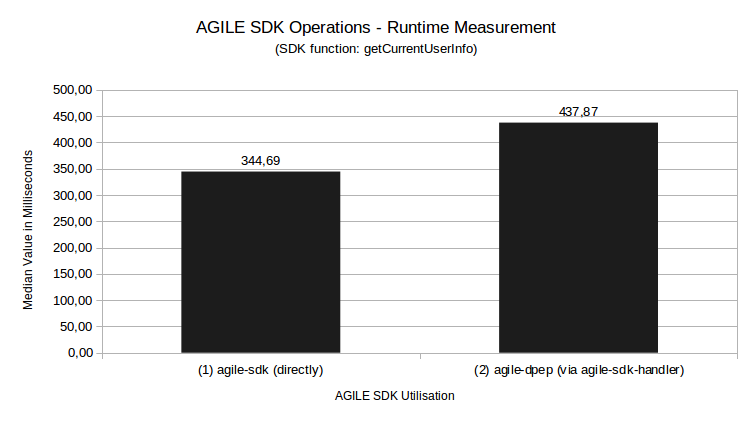 AGILE SDK Operations - Runtime Measurement
(SDK function: getCurrentUserInfo)
Median Value in Milliseconds
500,00
450,00
400,00
350,00
300,00
250,00
200,00
150,00
100,00
50,00
0,00
344,69
437,87
(1) agile-sdk (directly)
(2) agile-dpep (via agile-sdk-handler)
AGILE SDK Utilisation